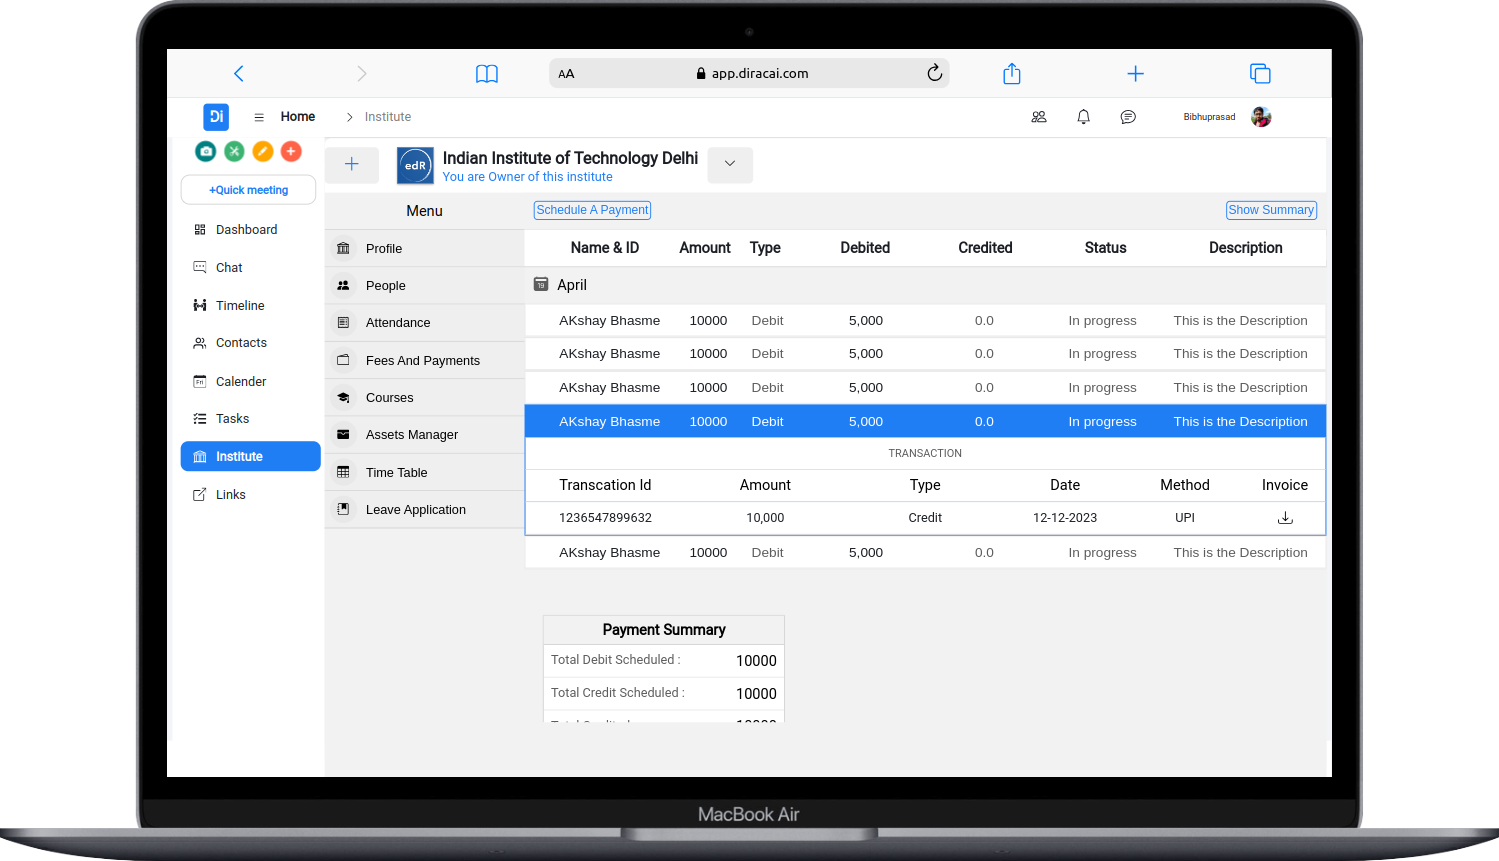 AA
app.diracai.com
Di
Home
Institute
Bibhuprasad
edR
Indian Institute of Technology Delhi
You are Owner of this institute
+Quick meeting
Dashboard
Chat
Timeline
Contacts
Fri
Calender
Tasks
Institute
Links
Menu
Profile
People
Attendance
Fees And Payments
Courses
Assets Manager
Time Table
Leave Application
Schedule A Payment
Show Summary
Name & ID Amount Type Debited Credited Status Description
19
April
AKshay Bhasme 10000 Debit 5,000 0.0 In progress This is the Description
AKshay Bhasme 10000 Debit 5,000 0.0 In progress This is the Description
AKshay Bhasme 10000 Debit 5,000 0.0 In progress This is the Description
AKshay Bhasme 10000 Debit 5,000 0.0 In progress This is the Description
TRANSACTION
Transcation Id Amount Type Date Method Invoice
1236547899632 10,000 Credit 12-12-2023 UPI
AKshay Bhasme 10000 Debit 5,000 0.0 In progress This is the Description
Payment Summary
Total Debit Scheduled : 10000
Total Credit Scheduled : 10000
MacBook Air